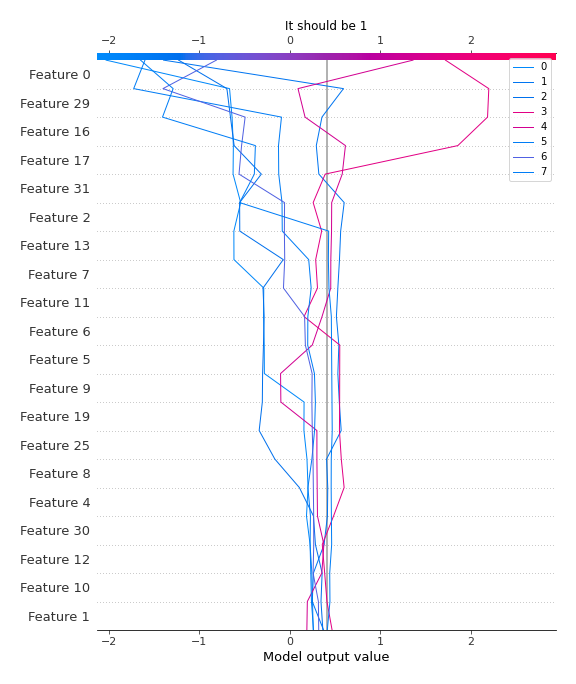 It should be 1
−2 −1 0 1 2
Feature 0
Feature 29
Feature 16
Feature 17
Feature 31
Feature 2
Feature 13
Feature 7
Feature 11
Feature 6
Feature 5
Feature 9
Feature 19
Feature 25
Feature 8
Feature 4
Feature 30
Feature 12
Feature 10
Feature 1
0
1
2
3
4
5
6
7
−2 −1 0 1 2
Model output value